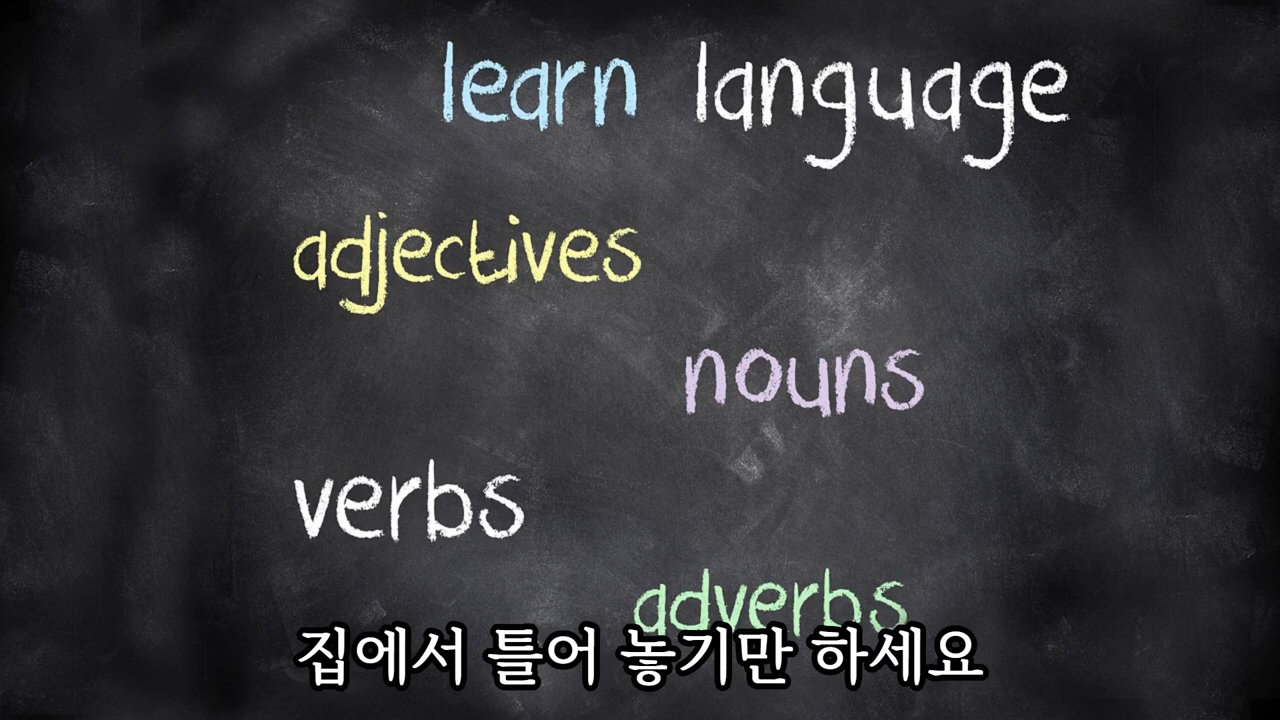 learn language
adjectives
nouns
verbs
adverbs
집에서 틀어 놓기만 하세요